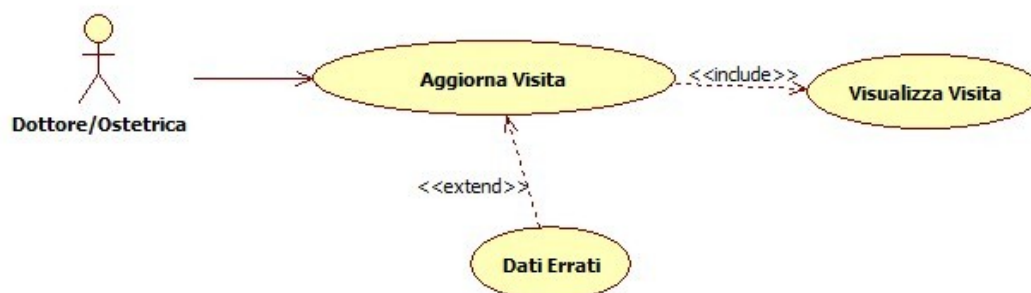 Dottore/Ostetrica
Aggiorna Visita
<<include>>
Visualizza Visita
<<extend>>
Dati Errati